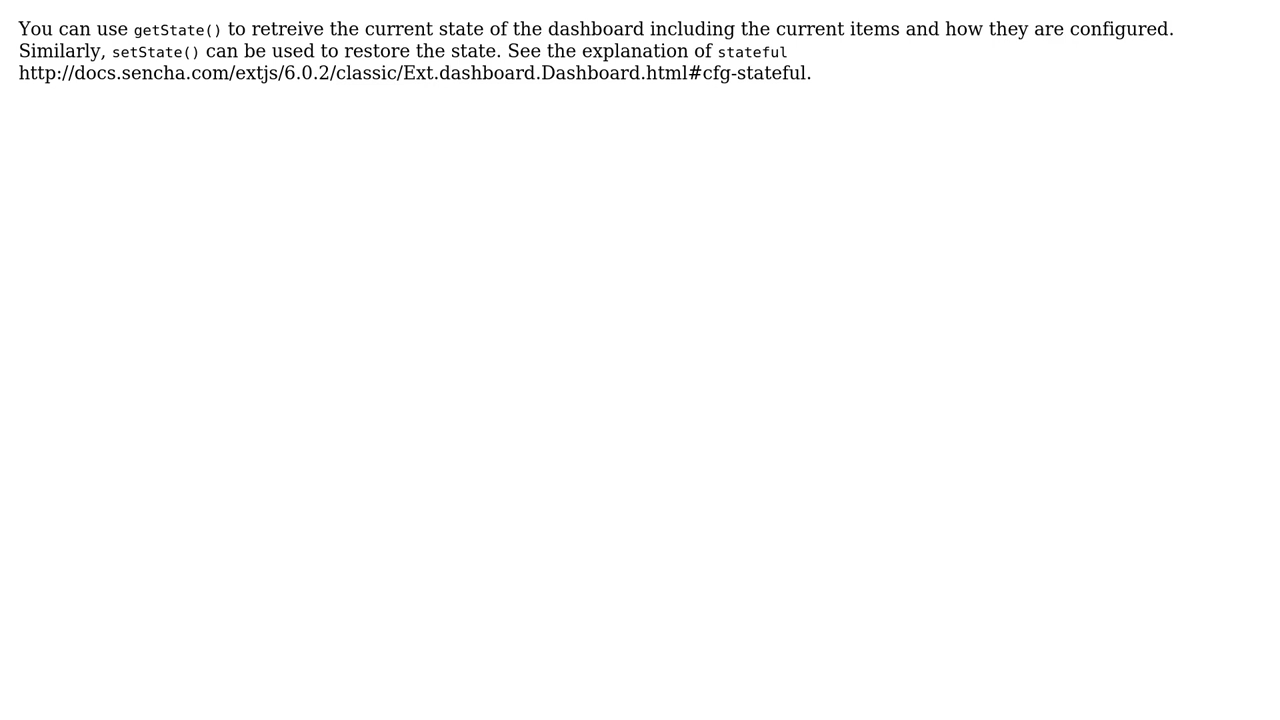 You can use getState() to retreive the current state of the dashboard including the current items and how they are configured.
Similarly, setState() can be used to restore the state. See the explanation of stateful
http://docs.sencha.com/extjs/6.0.2/classic/Ext.dashboard.Dashboard.html#cfg-stateful.